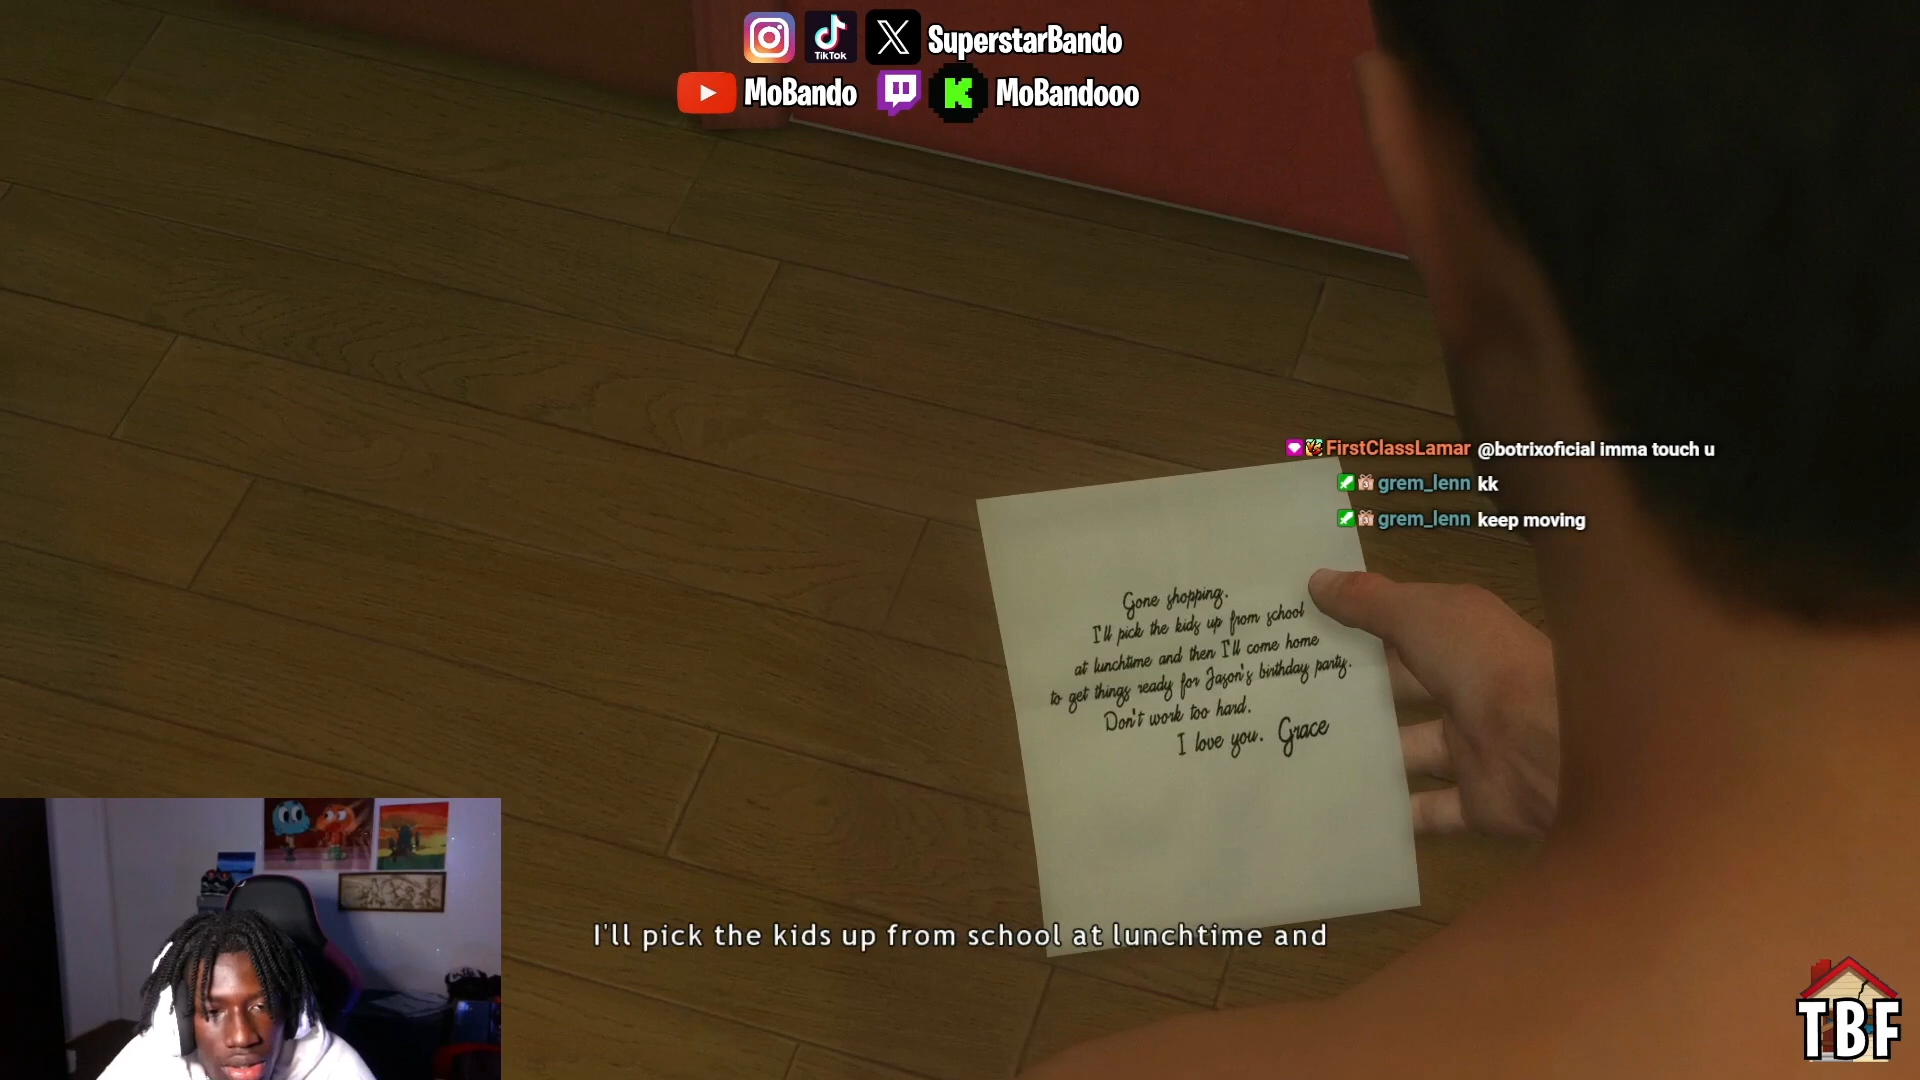 TikTok
SuperstarBando
MoBando
MoBandooo
FirstClassLamar @botrixoficial imma touch u
grem_lenn kk
grem_lenn keep moving
Gone shopping.
I'll pick the kids up from school
at lunchtime and then I'll come home
to get things ready for Jason's birthday party.
Don't work too hard.
I love you. Grace
I'll pick the kids up from school at lunchtime and
TBF